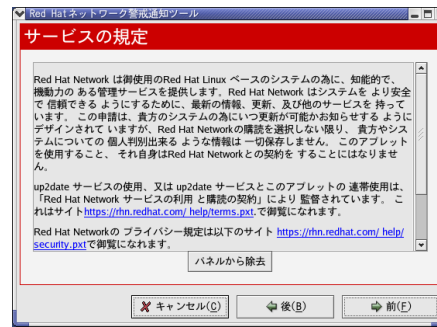 Red Hatネットワーク警戒通知ツール
サービスの規定
Red Hat Network は御使用のRed Hat Linux ベースのシステムの為に、知能的で、
機動力の ある管理サービスを提供します。Red Hat Network はシステムを より安全
で 信頼できる ようにするために、最新の情報、更新、及び他のサービスを 持って
います。 この申請は、貴方のシステムの為にいつ更新が可能かお知らせする ように
デザインされて いますが、Red Hat Networkの購読を選択しない限り、 貴方やシス
テムについての 個人判別出来る ような情報は 一切保存しません。 このアプレット
を使用すること、 それ自身はRed Hat Networkとの契約を することにはなりませ
ん。
up2date サービスの使用、又は up2date サービスとこのアプレットの 連帯使用は、
「Red Hat Network サービスの利用 と購読の契約」により 監督されています。 こ
れはサイトhttps://rhn.redhat.com/ help/terms.pxt.で御覧になれます。
Red Hat Networkの プライバシー規定は以下のサイト https://rhn.redhat.com/ help/
security.pxtで御覧になれます。
パネルから除去
キャンセル(C)
後(B)
前(F)